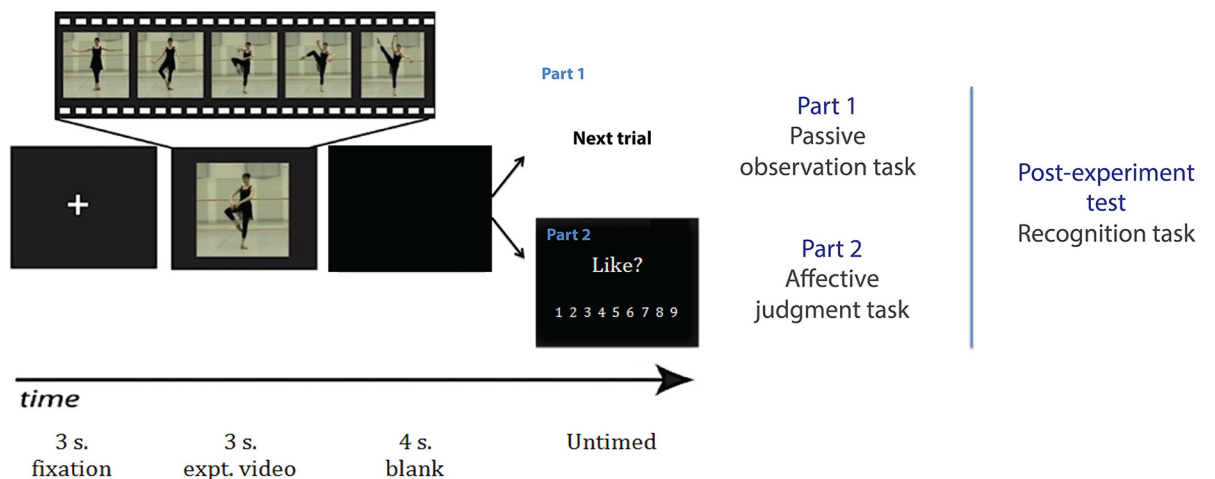 Part 1
Next trial
Part 2
Like?
1 2 3 4 5 6 7 8 9
Part 1
Passive
observation task
Part 2
Affective
judgment task
Post-experiment
test
Recognition task
time
3 s.
fixation
3 s.
expt. video
4 s.
blank
Untimed